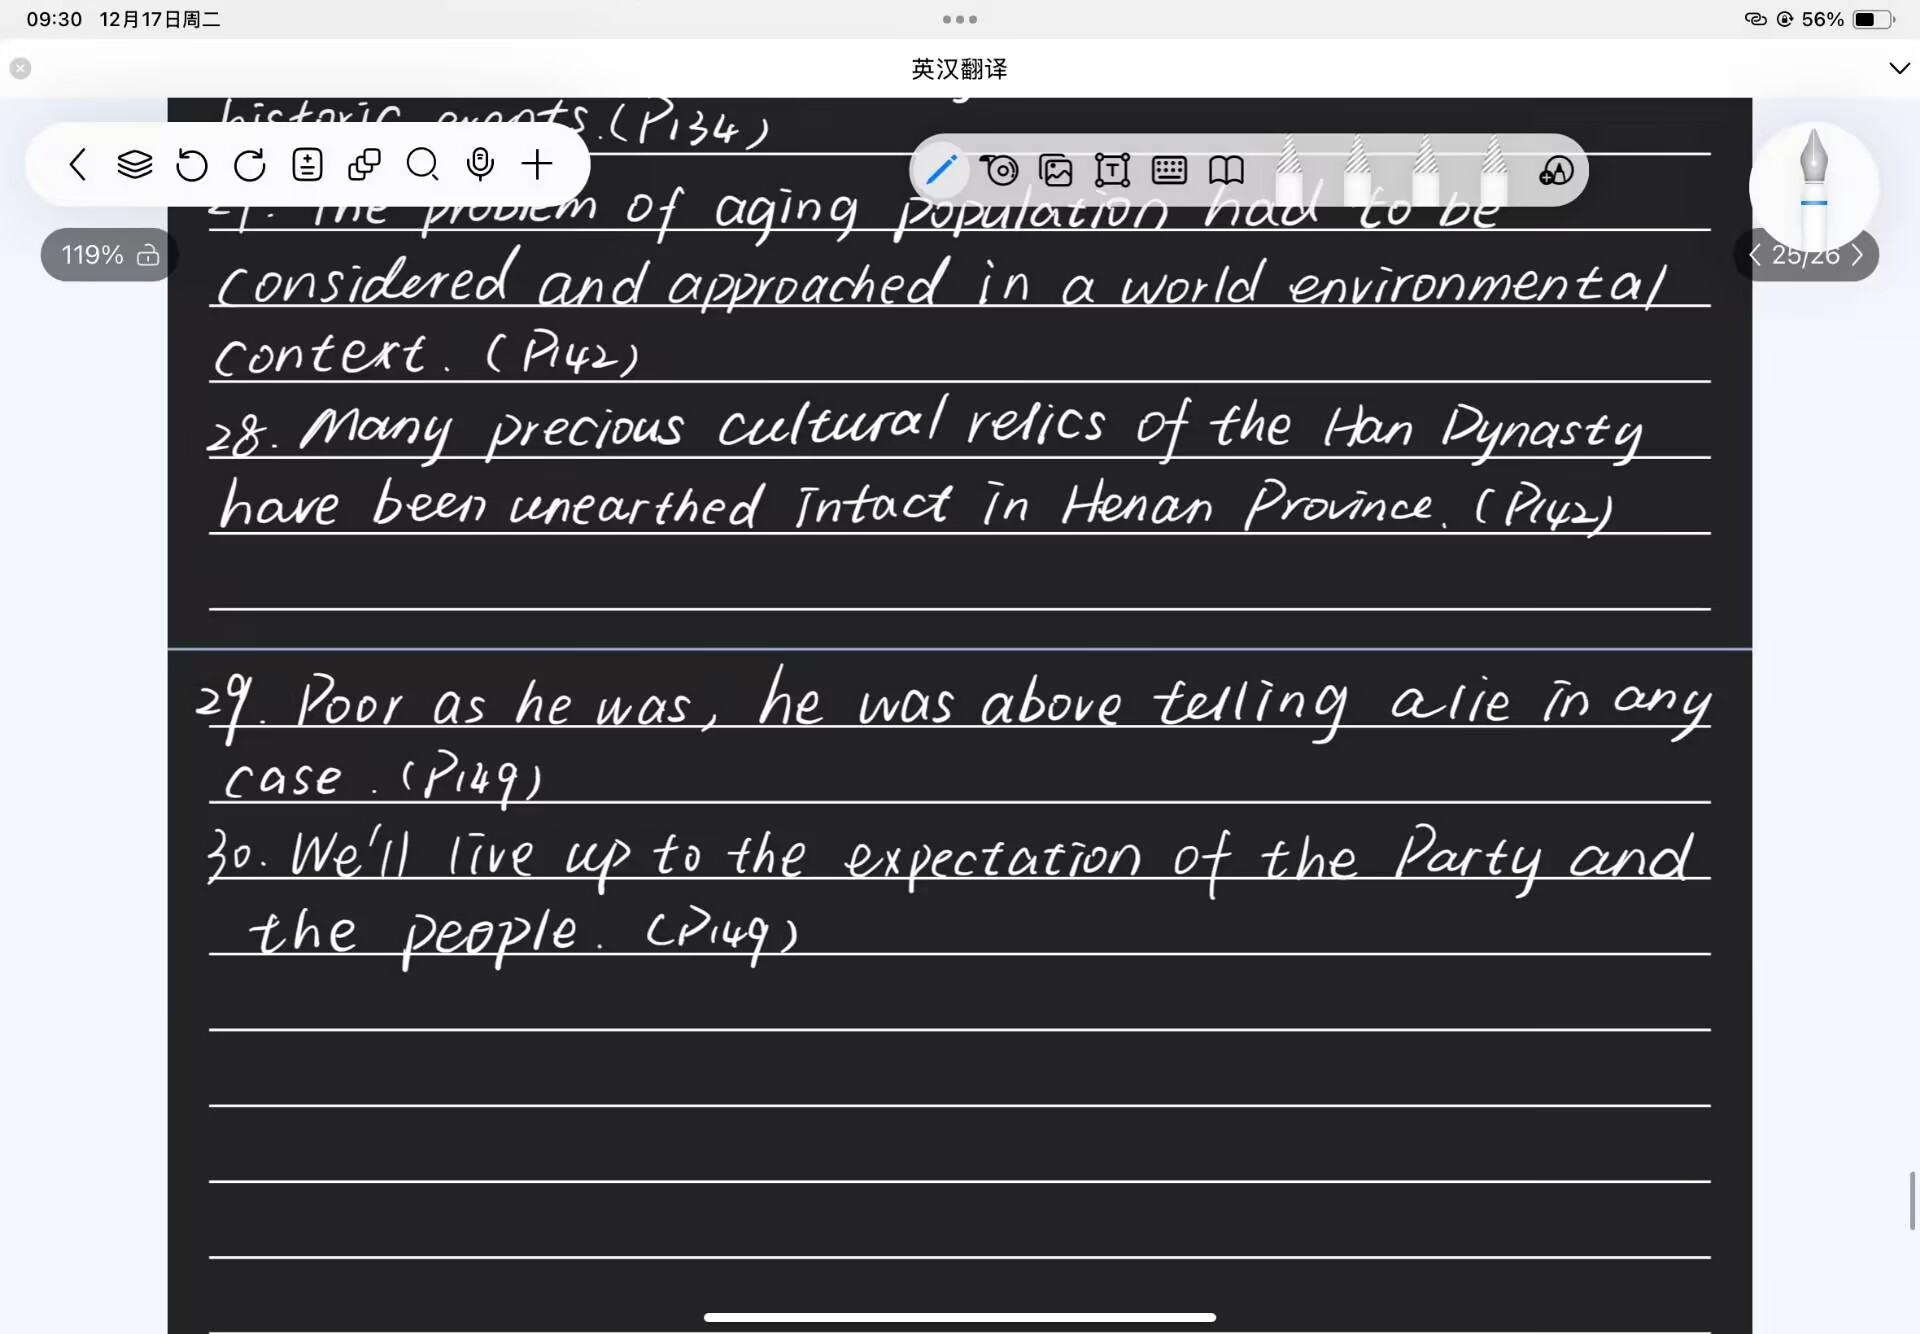 09:30 12月17日周二
56%
英汉翻译
historic events.(P134)
27. The problem of aging population had to be
119%
25/26
considered and approached in a world environmental
context. (P142)
28. Many precious cultural relics of the Han Dynasty
have been unearthed intact in Henan Province. (P142)
29. Poor as he was, he was above telling a lie in any
case. (P149)
30. We'll live up to the expectation of the Party and
the people. (P149)